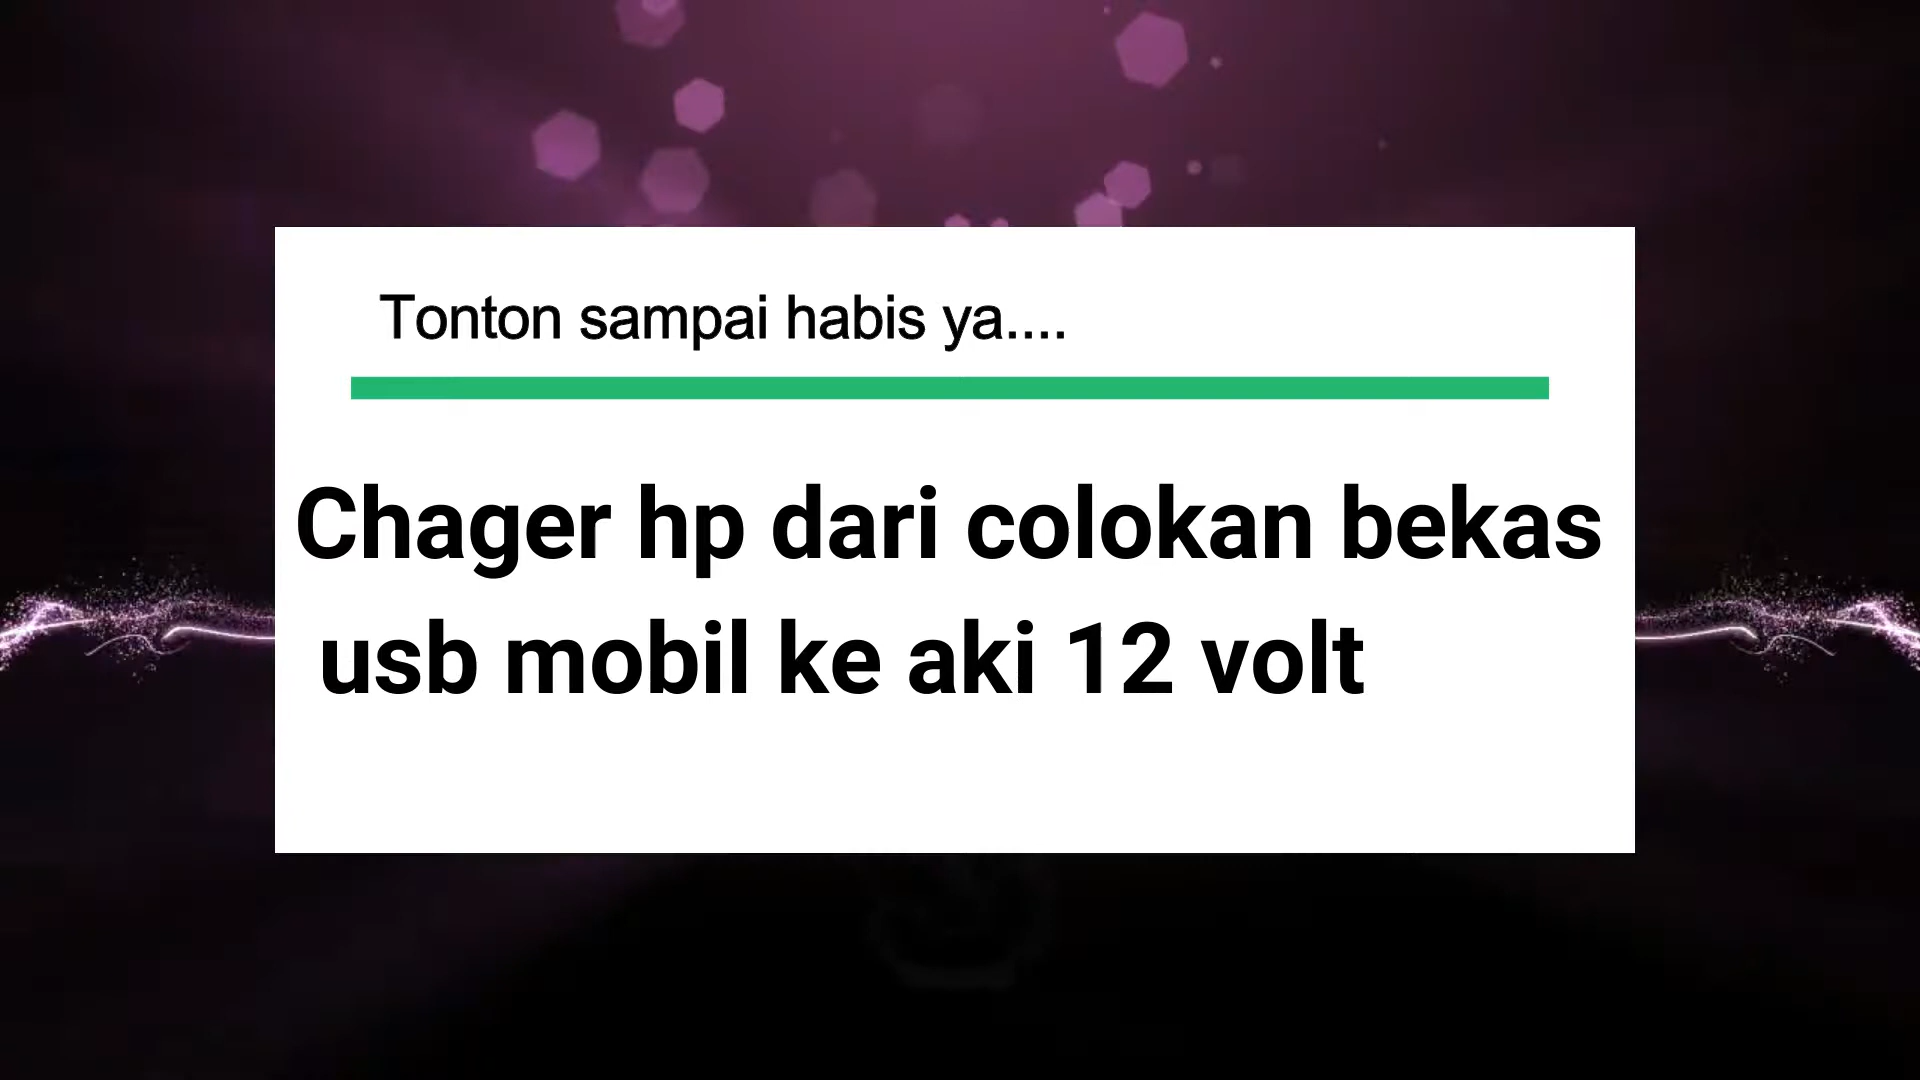 Tonton sampai habis ya....
Chager hp dari colokan bekas
usb mobil ke aki 12 volt